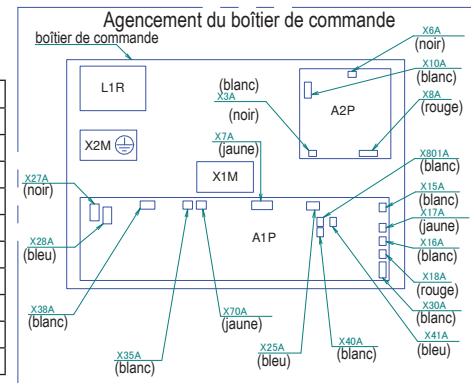 Agencement du boîtier de commande
boîtier de commande
X6A
(noir)
X10A
(blanc)
X8A
(rouge)
(blanc)
X3A
(noir)
L1R
A2P
X2M
X7A
(jaune)
X1M
X801A
(blanc)
X27A
(noir)
X15A
(blanc)
X17A
(jaune)
X28A
(bleu)
A1P
X16A
(blanc)
X18A
(rouge)
X38A
(blanc)
X70A
(jaune)
X30A
(blanc)
X35A
(blanc)
X25A
(bleu)
X40A
(blanc)
X41A
(bleu)